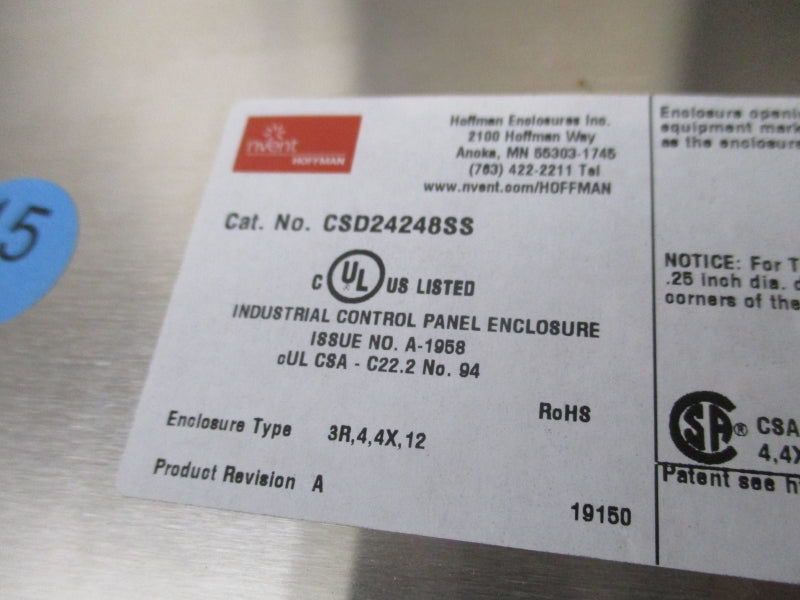 15
nvent
HOFFMAN
Hoffman Enclosures Inc.
2100 Hoffman Way
Anoka, MN 55303-1745
(763) 422-2211 Tel
www.nvent.com/HOFFMAN
Cat. No. CSD24248SS
C UL US LISTED
INDUSTRIAL CONTROL PANEL ENCLOSURE
ISSUE NO. A-1958
cUL CSA - C22.2 No. 94
RoHS
Enclosure Type 3R,4,4X,12
Product Revision A
19150
Enclosure openi
equipment mark
as the enclosure
NOTICE: For T
.25 inch dia.
corners of the
CSA ® CSA
4,4X
Patent see h